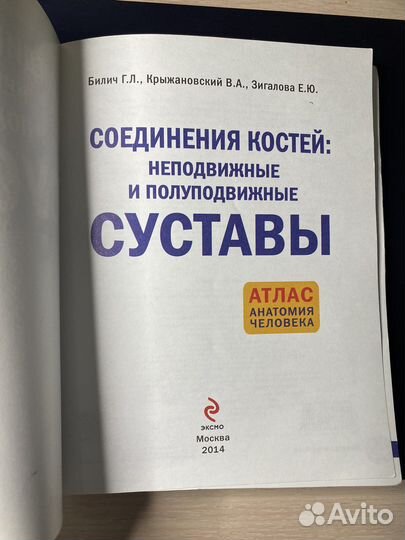 Билич Г.Л., Крыжановский В.А., Зигалова Е.Ю.
СОЕДИНЕНИЯ КОСТЕЙ:
НЕПОДВИЖНЫЕ
И ПОЛУПОДВИЖНЫЕ
СУСТАВЫ
АТЛАС
АНАТОМИЯ
ЧЕЛОВЕКА
ЭКСМО
Москва
2014
Avito